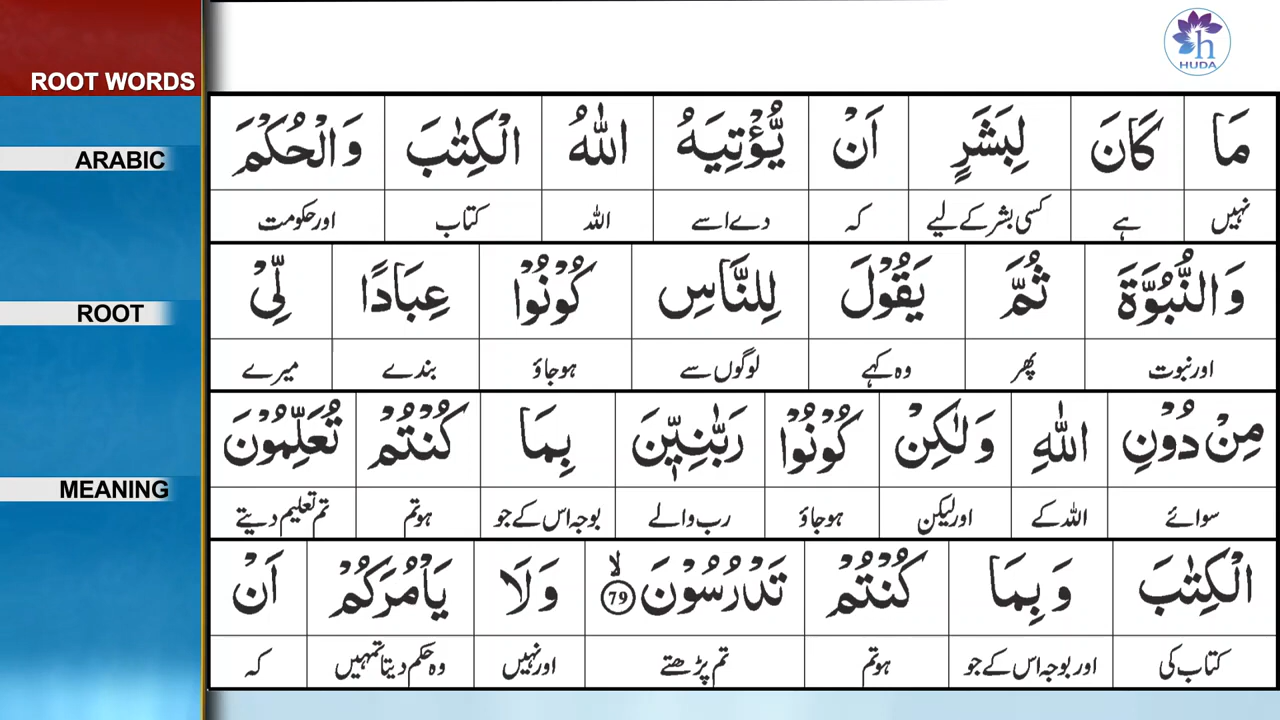 ROOT WORDS
ARABIC
ROOT
MEANING
h
HUDA
مَا كَانَ لِبَشَرٍ اَنْ يُّؤْتِيَهُ اللّٰهُ الْكِتٰبَ وَالْحُكْمَ
نہیں ہے کسی بشر کے لیے کہ دے اسے اللہ کتاب اور حکومت
وَالنُّبُوَّةَ ثُمَّ يَقُوْلَ لِلنَّاسِ كُوْنُوْا عِبَادًا لِّىْ
اور نبوت پھر وہ کہے لوگوں سے ہو جاؤ بندے میرے
مِنْ دُوْنِ اللّٰهِ وَلٰكِنْ كُوْنُوْا رَبّٰنِيّٖنَ بِمَا كُنْتُمْ تُعَلِّمُوْنَ
سوائے اللہ کے اور لیکن ہو جاؤ رب والے بوجہ اس کے جو ہو تم تم تعلیم دیتے
الْكِتٰبَ وَبِمَا كُنْتُمْ تَدْرُسُوْنَ ۙ 79 وَلَا يَاْمُرَكُمْ اَنْ
کتاب کی اور بوجہ اس کے جو ہو تم تم پڑھتے اور نہیں وہ حکم دیتا تمہیں کہ